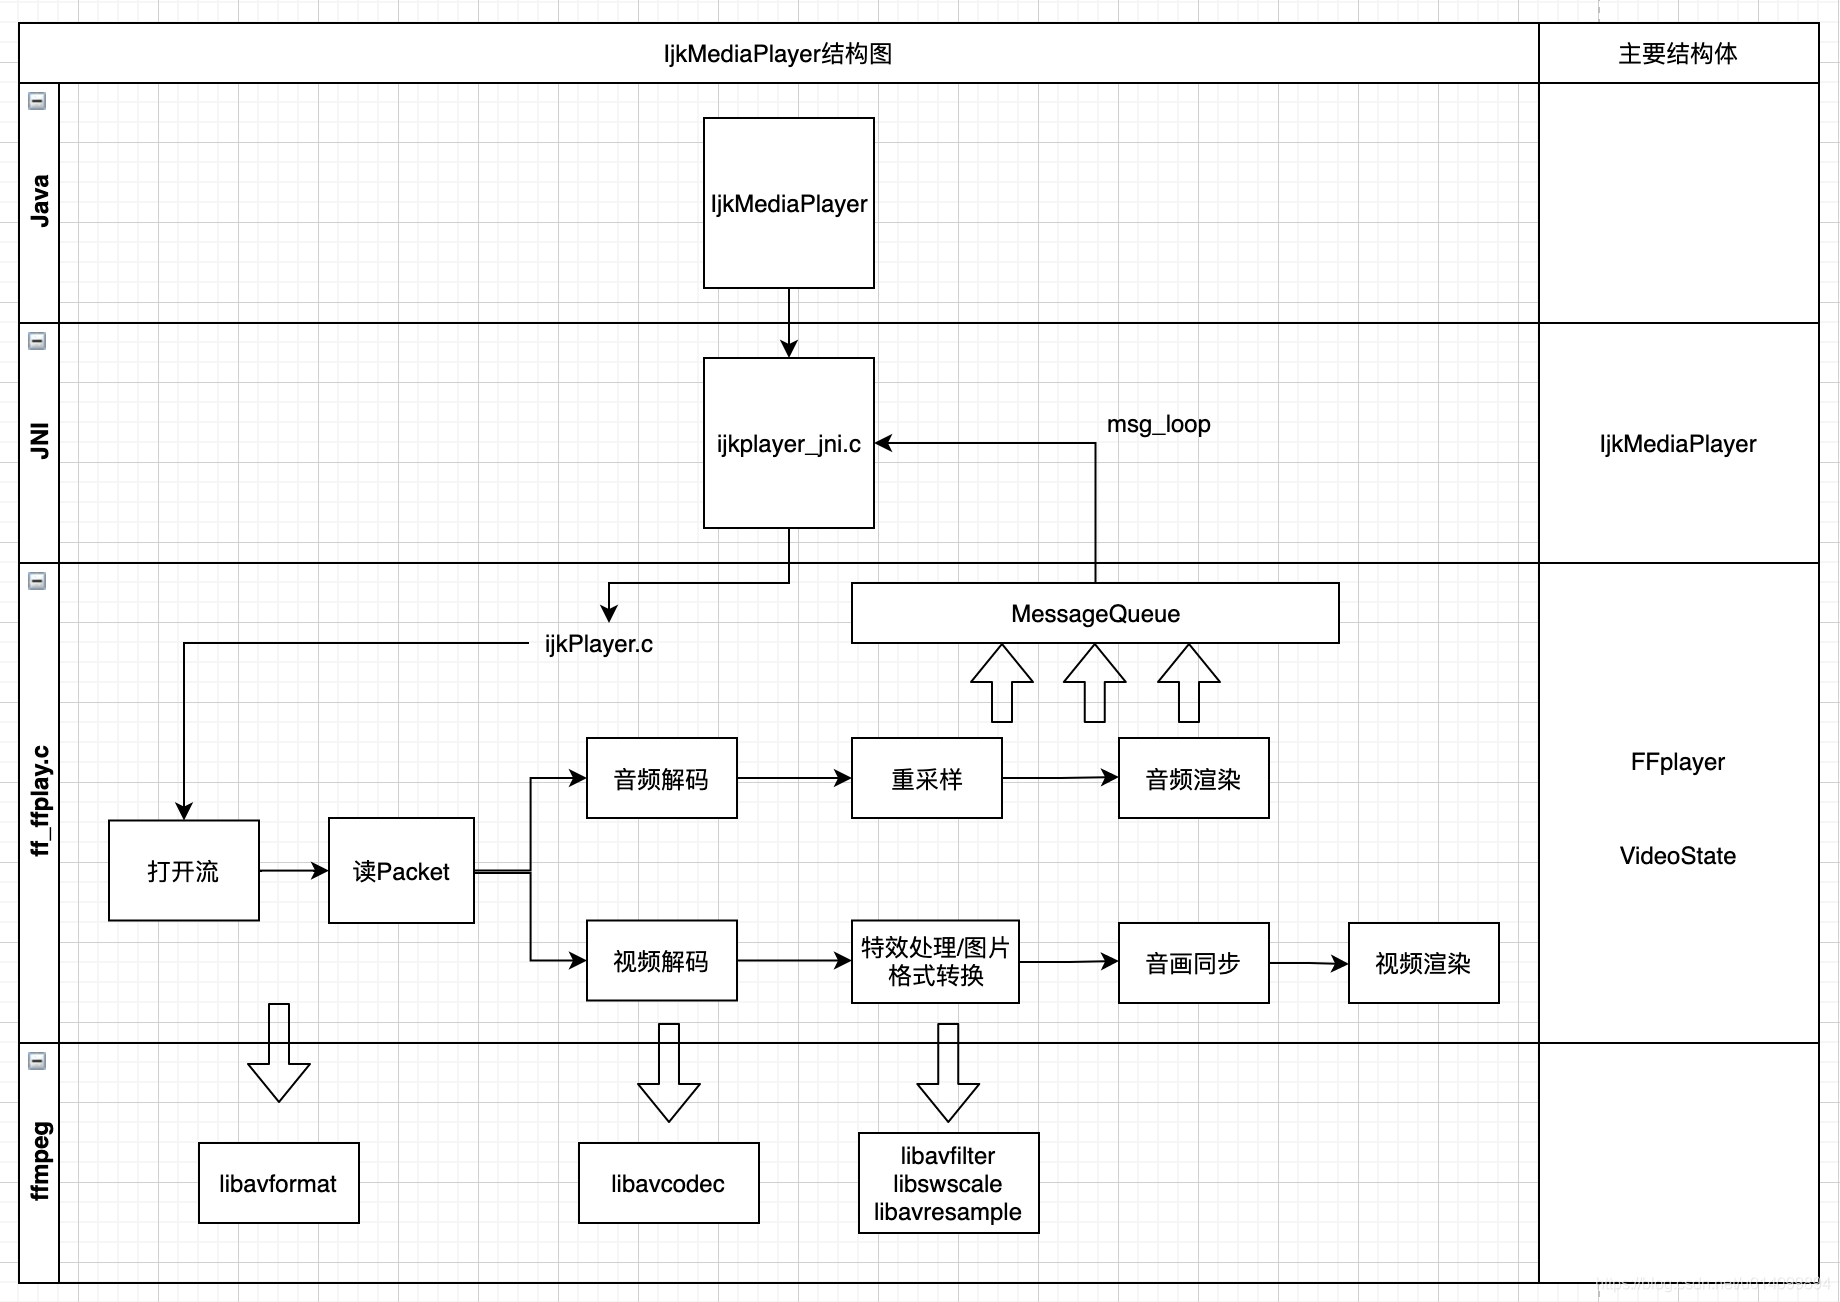 IjkMediaPlayer结构图
主要结构体
Java
IjkMediaPlayer
JNI
ijkplayer_jni.c
msg_loop
IjkMediaPlayer
ff_ffplay.c
MessageQueue
ijkPlayer.c
音频解码
重采样
音频渲染
FFplayer
打开流
读Packet
VideoState
视频解码
特效处理/图片
格式转换
音画同步
视频渲染
ffmpeg
libavformat
libavcodec
libavfilter
libswscale
libavresample